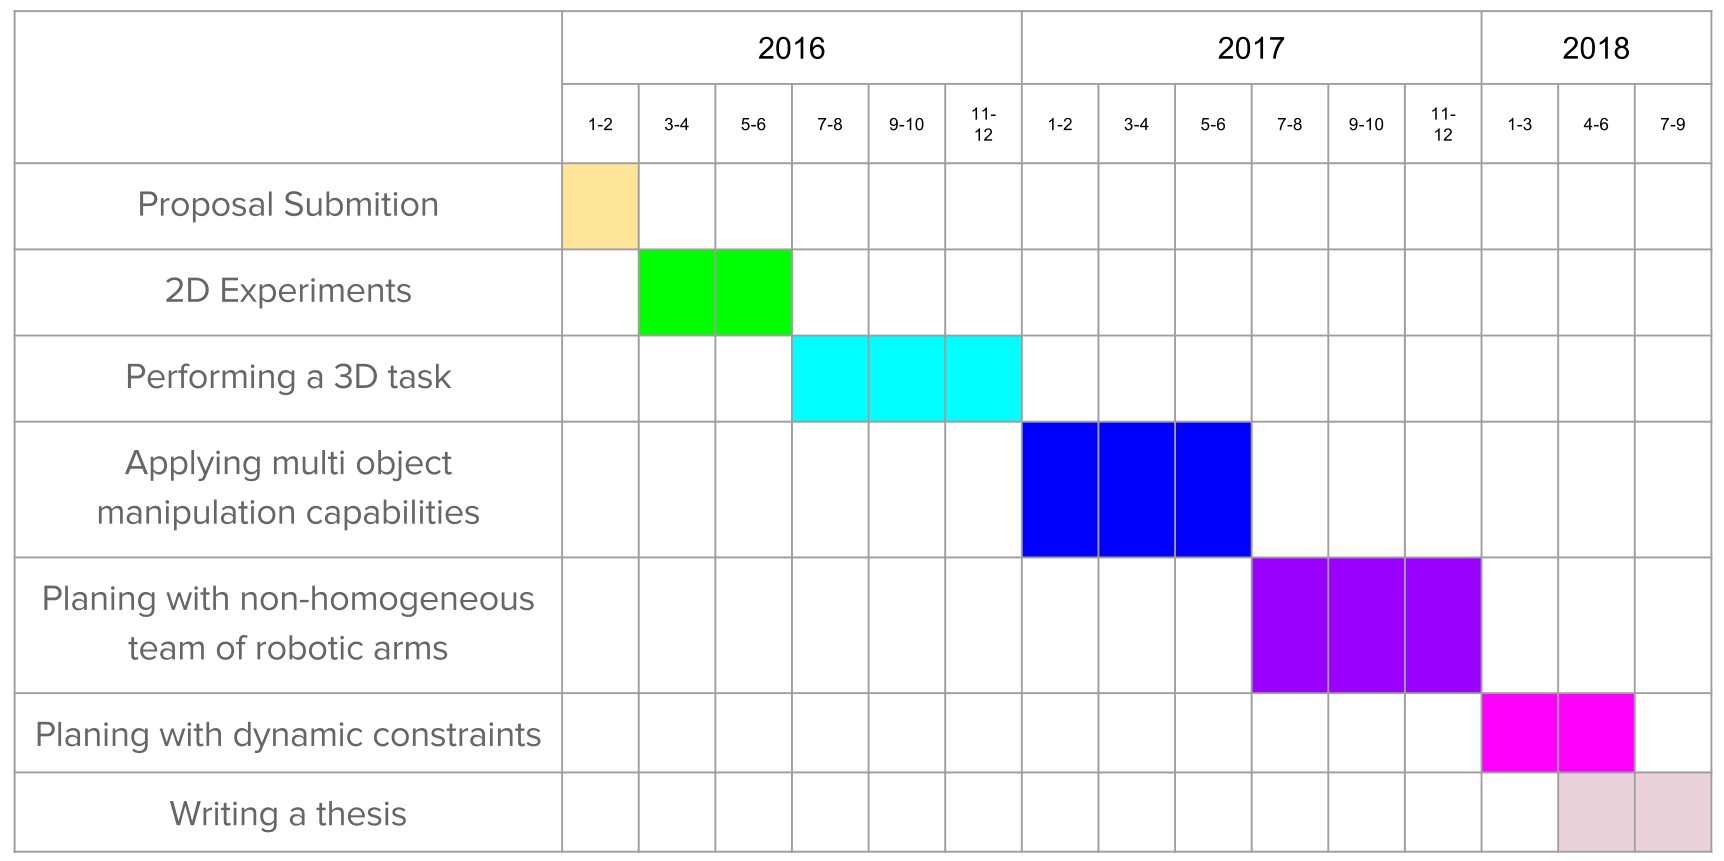 2016 2017 2018
1-2 3-4 5-6 7-8 9-10 11- 1-2 3-4 5-6 7-8 9-10 11- 1-3 4-6 7-9
12 12
Proposal Submition
2D Experiments
Performing a 3D task
Applying multi object
manipulation capabilities
Planing with non-homogeneous
team of robotic arms
Planing with dynamic constraints
Writing a thesis